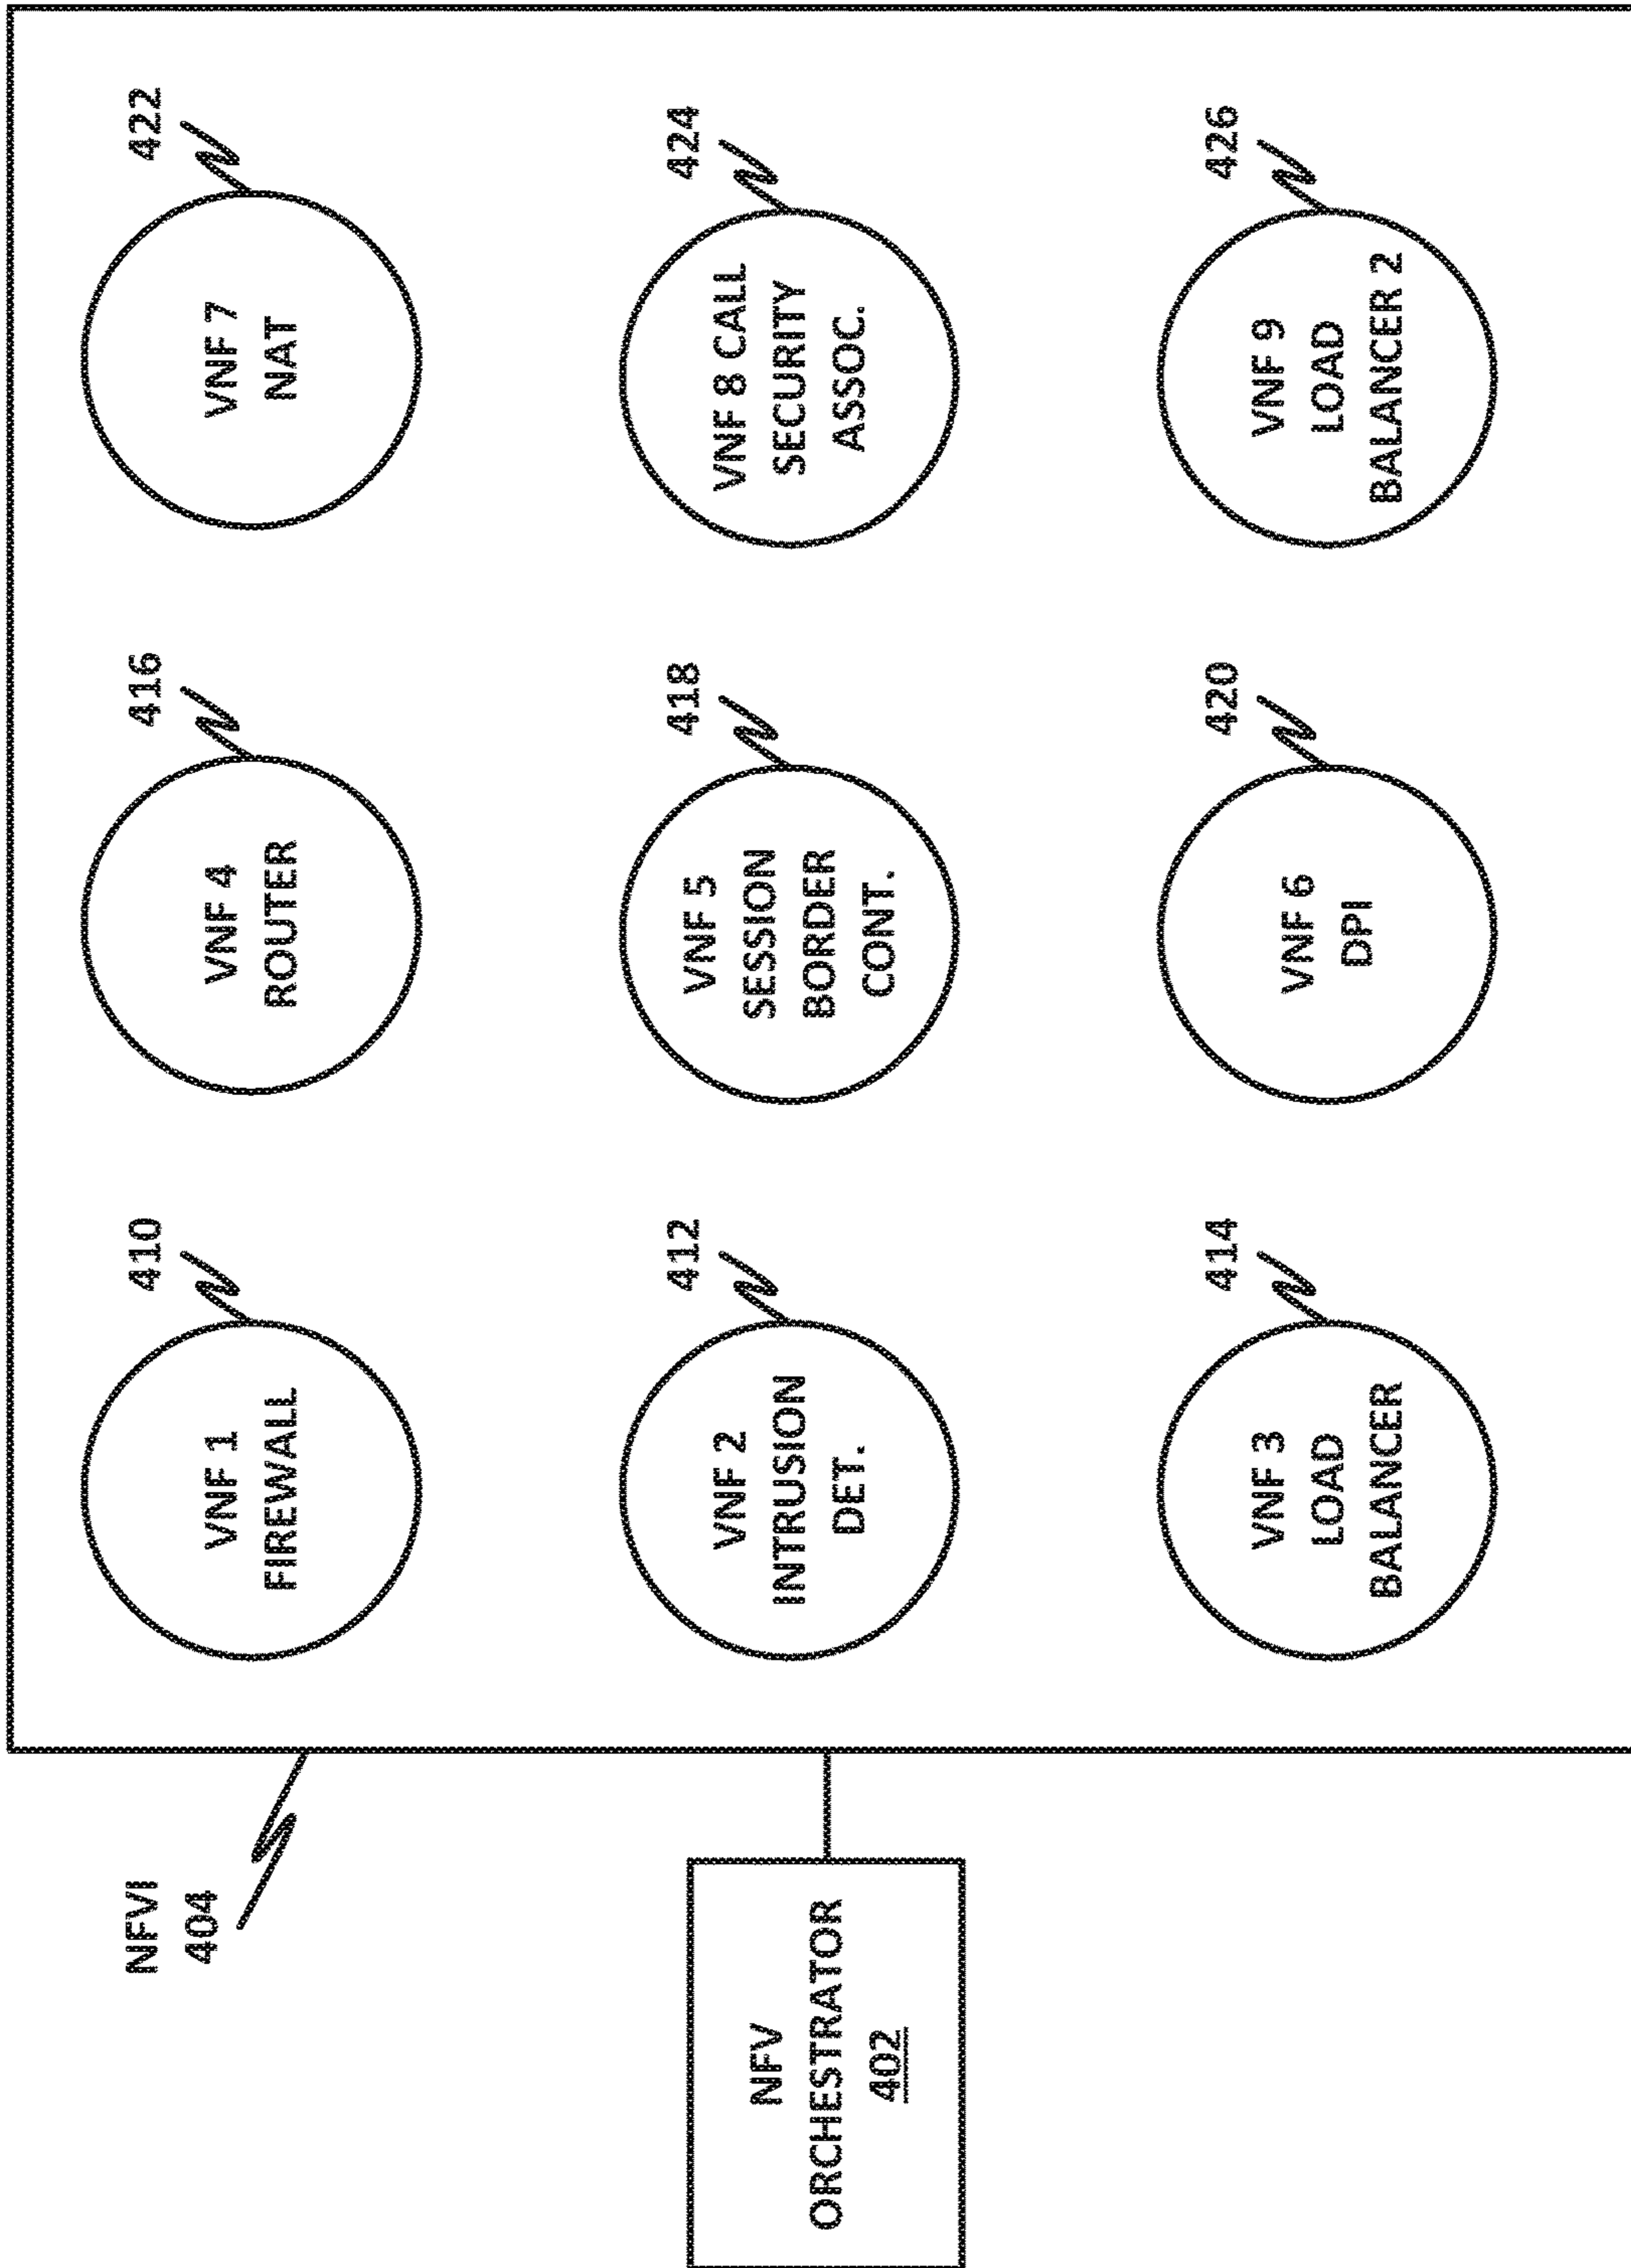 NFVI
404
NFV
ORCHESTRATOR
402
410
VNF 1
FIREWALL
416
VNF 4
ROUTER
422
VNF 7
NAT
412
VNF 2
INTRUSION
DET.
418
VNF 5
SESSION
BORDER
CONT.
424
VNF 8 CALL
SECURITY
ASSOC.
414
VNF 3
LOAD
BALANCER
420
VNF 6
DPI
426
VNF 9
LOAD
BALANCER 2